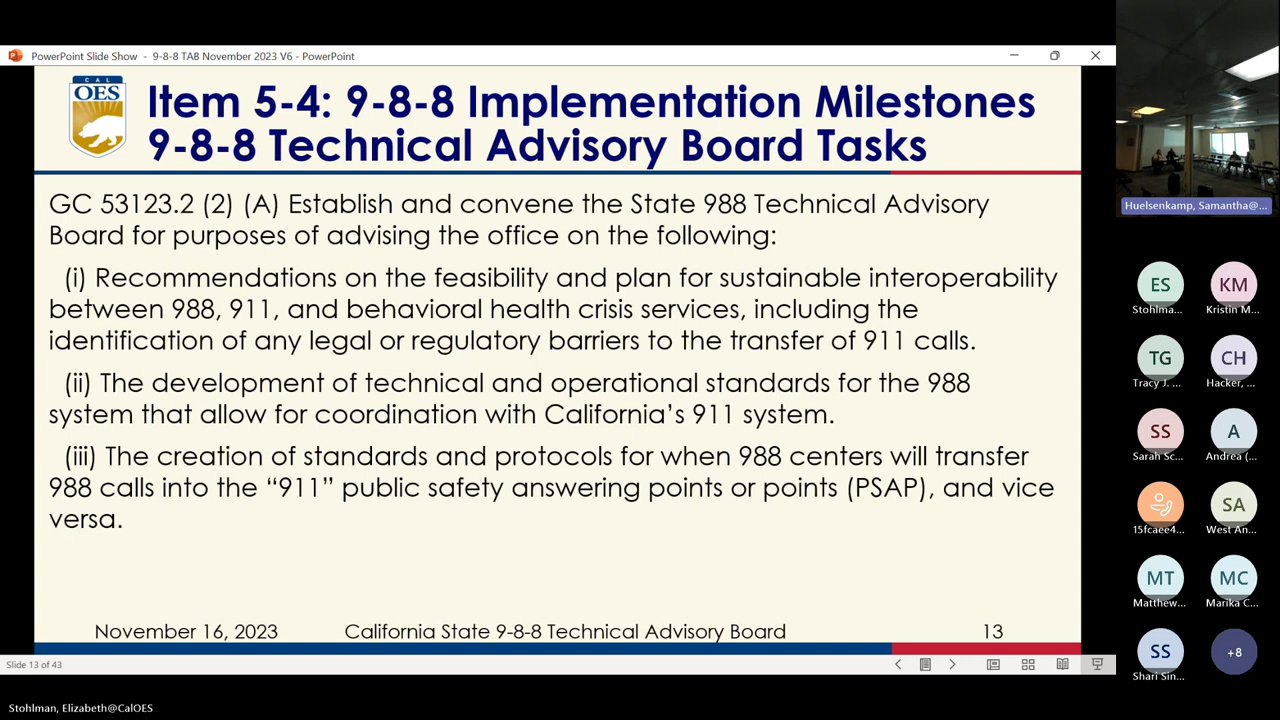 PowerPoint Slide Show - 9-8-8 TAB November 2023 V6 - PowerPoint
CAL
OES
Item 5-4: 9-8-8 Implementation Milestones
9-8-8 Technical Advisory Board Tasks
GC 53123.2 (2) (A) Establish and convene the State 988 Technical Advisory
Board for purposes of advising the office on the following:
(i) Recommendations on the feasibility and plan for sustainable interoperability
between 988, 911, and behavioral health crisis services, including the
identification of any legal or regulatory barriers to the transfer of 911 calls.
(ii) The development of technical and operational standards for the 988
system that allow for coordination with California's 911 system.
(iii) The creation of standards and protocols for when 988 centers will transfer
988 calls into the “911” public safety answering points or points (PSAP), and vice
versa.
November 16, 2023 California State 9-8-8 Technical Advisory Board 13
Slide 13 of 43
Stohlman, Elizabeth@CalOES
Huelsenkamp, Samantha@...
ES KM
Stohlma... Kristin M...
TG CH
Tracy J. ... Hacker, ...
SS A
Sarah Sc... Andrea (...
SA
15fcaee4... West An...
MT MC
Matthew... Marika C...
SS +8
Shari Sin...